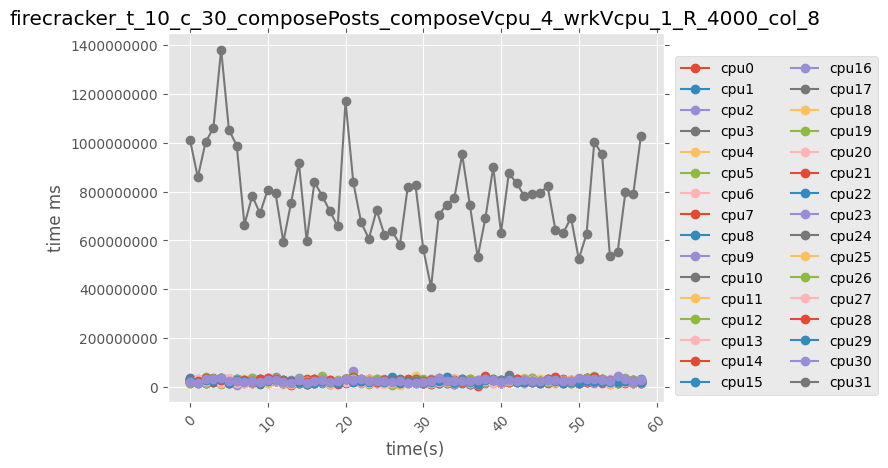 firecracker_t_10_c_30_composePosts_composeVcpu_4_wrkVcpu_1_R_4000_col_8
1400000000
1200000000
1000000000
800000000
600000000
400000000
200000000
0
time ms
0 10 20 30 40 50 60
time(s)
cpu0 cpu16
cpu1 cpu17
cpu2 cpu18
cpu3 cpu19
cpu4 cpu20
cpu5 cpu21
cpu6 cpu22
cpu7 cpu23
cpu8 cpu24
cpu9 cpu25
cpu10 cpu26
cpu11 cpu27
cpu12 cpu28
cpu13 cpu29
cpu14 cpu30
cpu15 cpu31